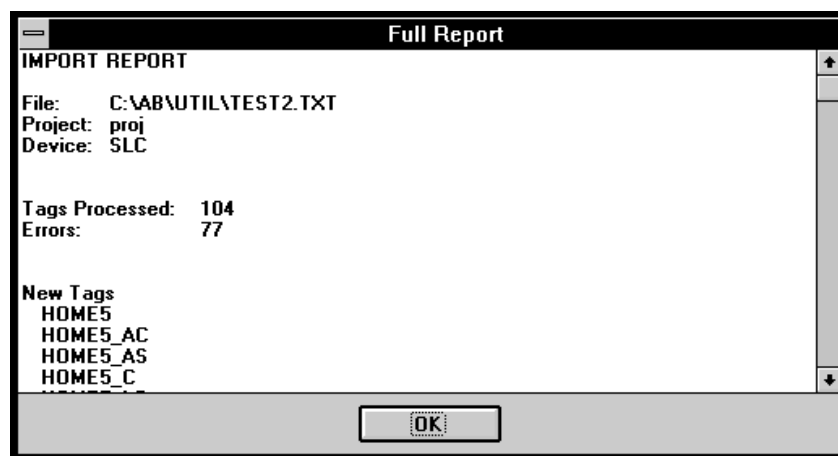 Full Report
IMPORT REPORT
File: C:\AB\UTIL\TEST2.TXT
Project: proj
Device: SLC
Tags Processed: 104
Errors: 77
New Tags
HOME5
HOME5_AC
HOME5_AS
HOME5_C
OK